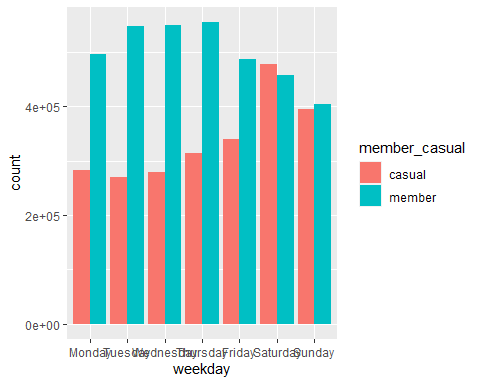 count
4e+05
2e+05
0e+00
Monday Tuesday Wednesday Thursday Friday Saturday Sunday
weekday
member_casual
casual
member